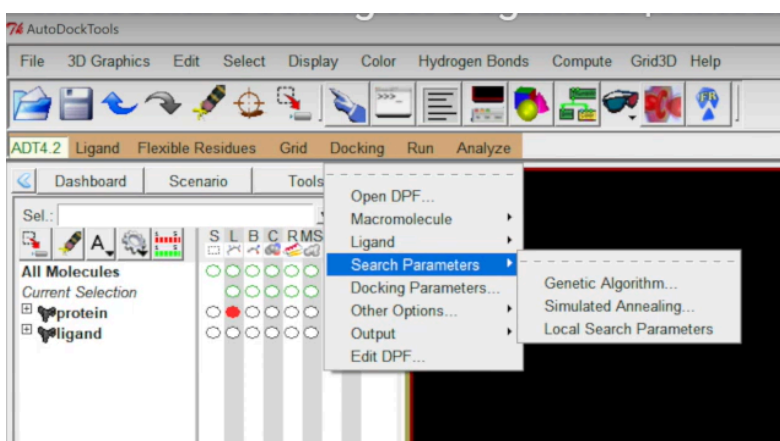 AutoDockTools
File 3D Graphics Edit Select Display Color Hydrogen Bonds Compute Grid3D Help
ADT4.2 Ligand Flexible Residues Grid Docking Run Analyze
Dashboard Scenario Tools
Sel.:
S L B C R MS
All Molecules
Current Selection
protein
ligand
Open DPF...
Macromolecule
Ligand
Search Parameters
Docking Parameters...
Other Options...
Output
Edit DPF...
Genetic Algorithm...
Simulated Annealing...
Local Search Parameters